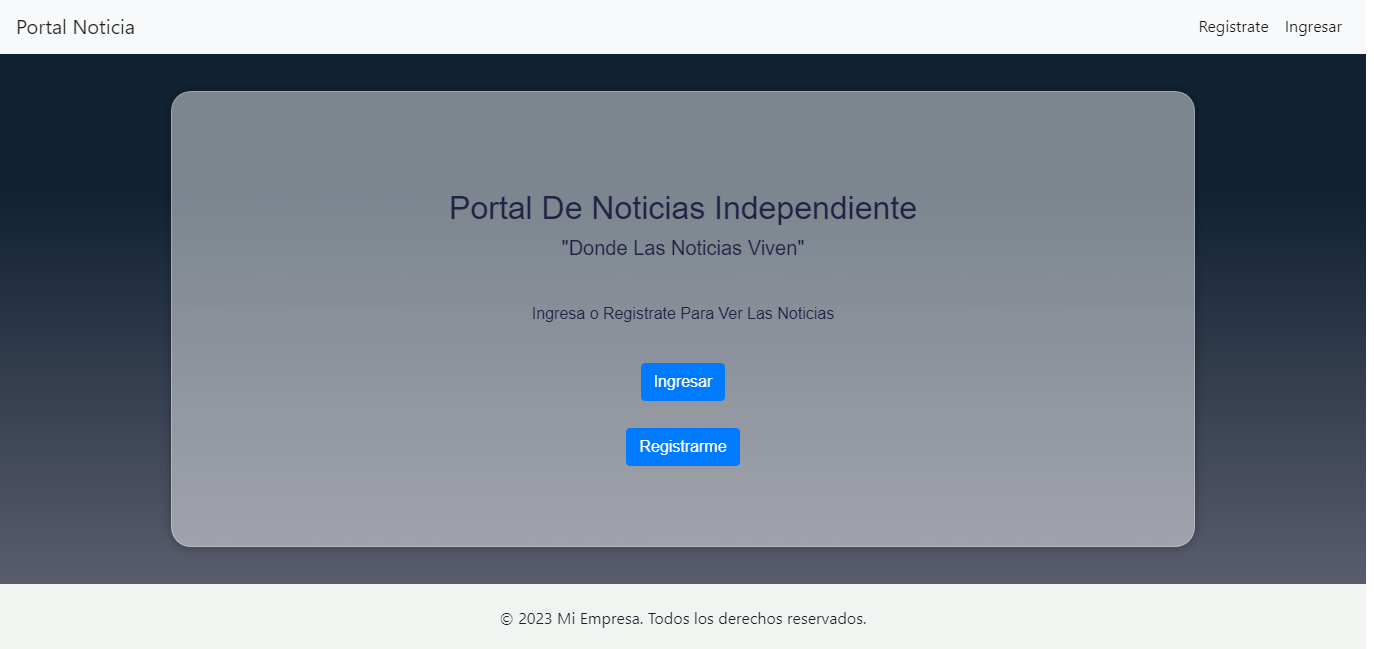 Portal Noticia
Registrate Ingresar
Portal De Noticias Independiente
"Donde Las Noticias Viven"
Ingresa o Registrate Para Ver Las Noticias
Ingresar
Registrarme
© 2023 Mi Empresa. Todos los derechos reservados.